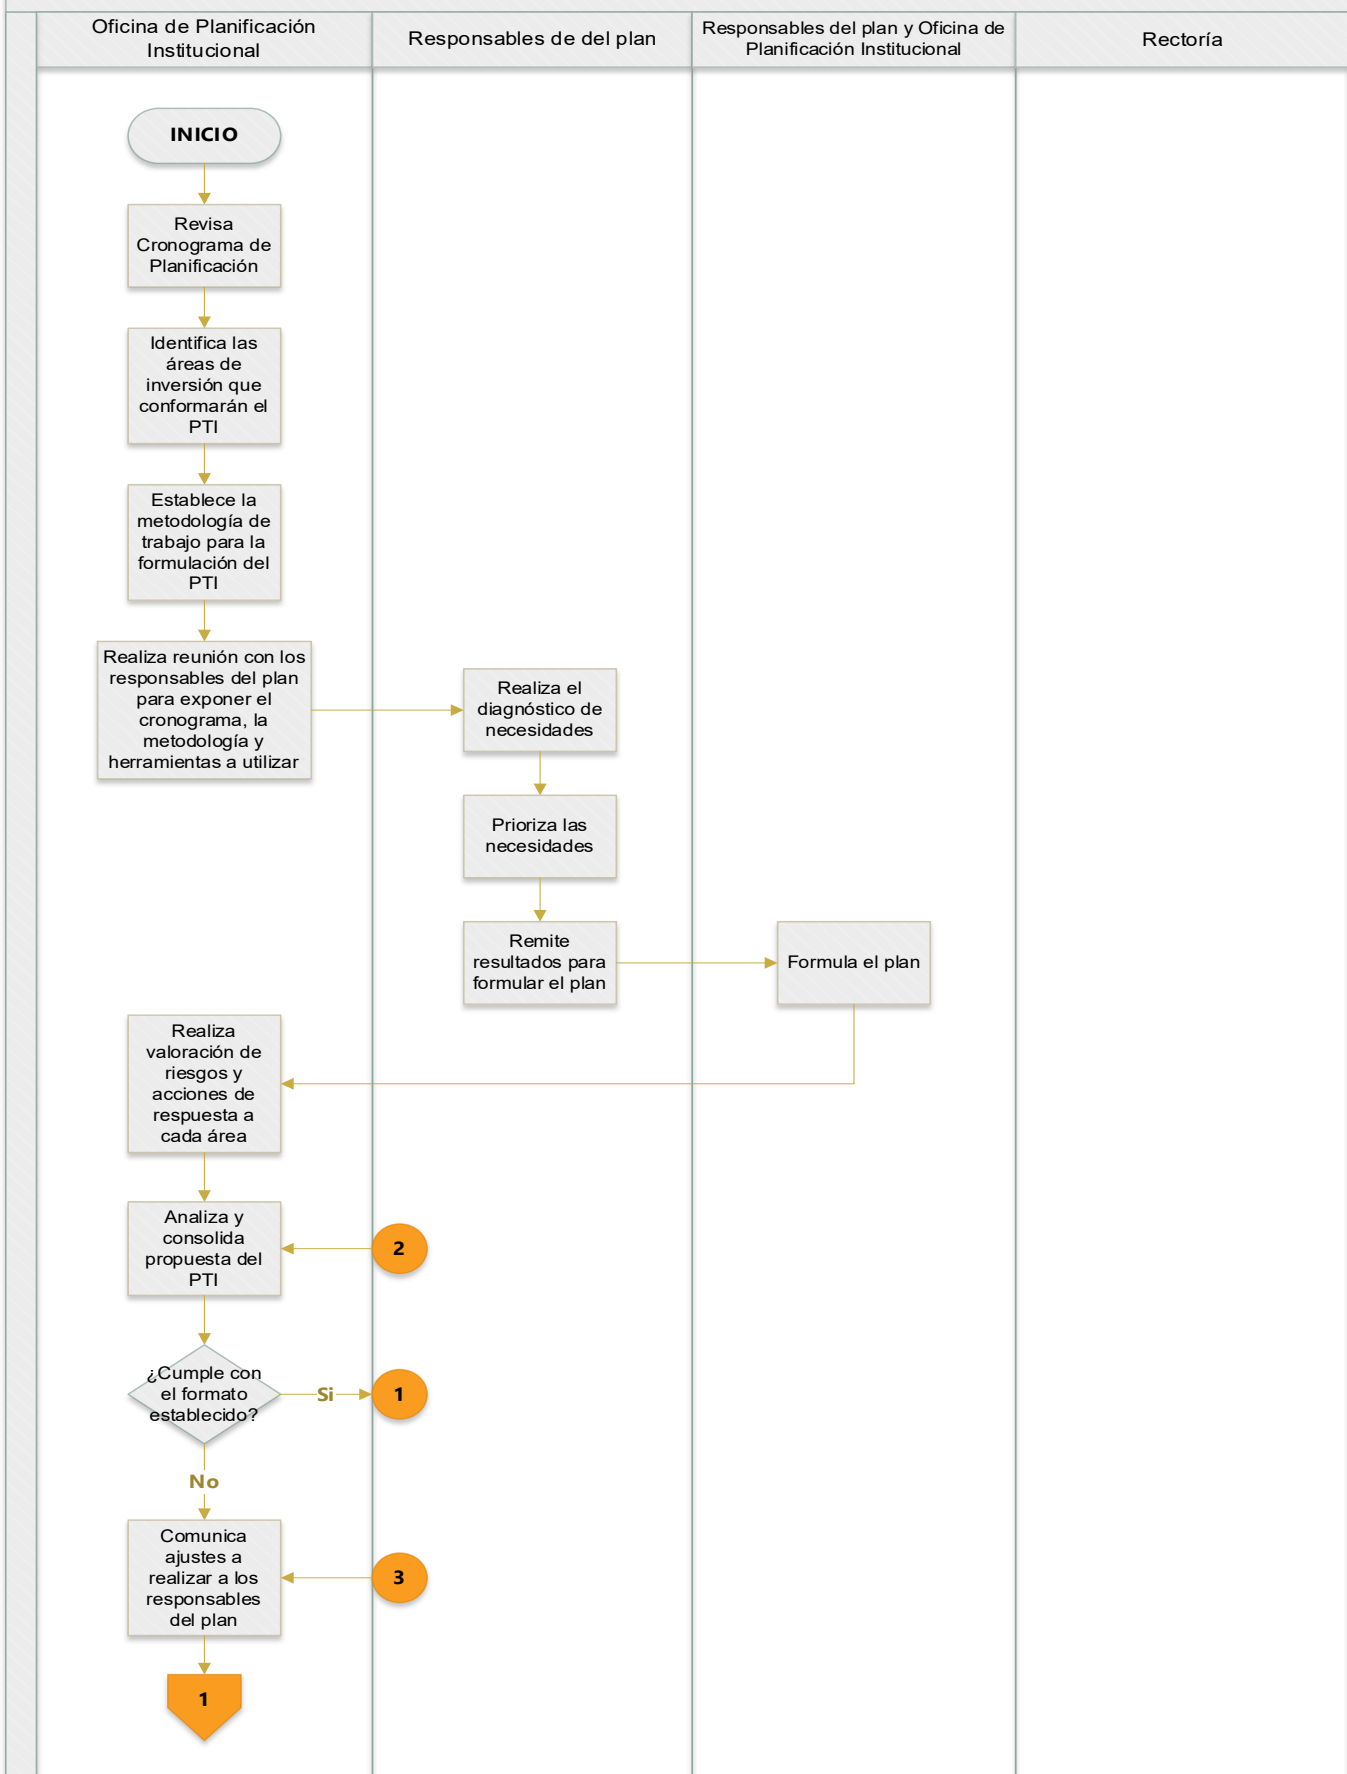 Oficina de Planificación
Institucional
Responsables de del plan
Responsables del plan y Oficina de
Planificación Institucional
Rectoría
INICIO
Revisa
Cronograma de
Planificación
Identifica las
áreas de
inversión que
conformarán el
PTI
Establece la
metodología de
trabajo para la
formulación del
PTI
Realiza reunión con los
responsables del plan
para exponer el
cronograma, la
metodología y
herramientas a utilizar
Realiza el
diagnóstico de
necesidades
Prioriza las
necesidades
Remite
resultados para
formular el plan
Formula el plan
Realiza
valoración de
riesgos y
acciones de
respuesta a
cada área
Analiza y
consolida
propuesta del
PTI
2
¿Cumple con
el formato
establecido?
Si
1
No
Comunica
ajustes a
realizar a los
responsables
del plan
3
1